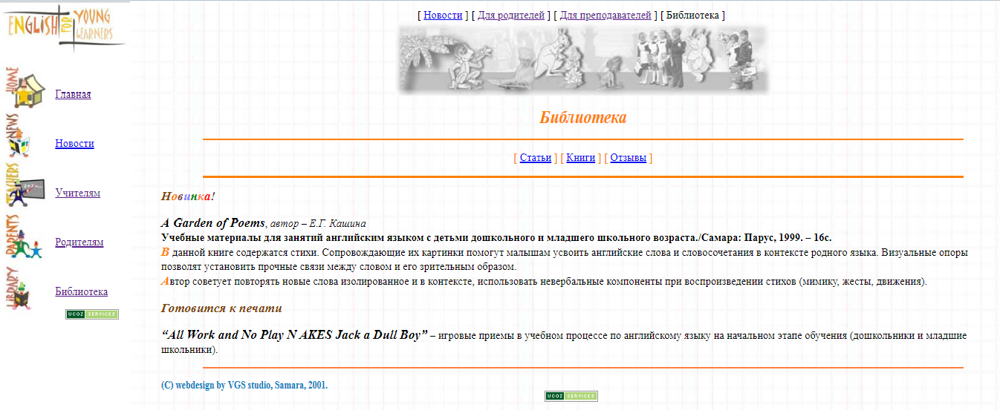 ENGLISH FOR YOUNG LEARNERS
HOME
Главная
NEWS
Новости
TEACHERS
Учителям
PARENTS
Родителям
LIBRARY
Библиотека
UCOZ SERVICES
[ Новости ] [ Для родителей ] [ Для преподавателей ] [ Библиотека ]
Библиотека
[ Статьи ] [ Книги ] [ Отзывы ]
Новинка!
A Garden of Poems, автор – Е.Г. Кашина
Учебные материалы для занятий английским языком с детьми дошкольного и младшего школьного возраста./Самара: Парус, 1999. – 16с.
В данной книге содержатся стихи. Сопровождающие их картинки помогут малышам усвоить английские слова и словосочетания в контексте родного языка. Визуальные опоры
позволят установить прочные связи между словом и его зрительным образом.
Автор советует повторять новые слова изолированное и в контексте, использовать невербальные компоненты при воспроизведении стихов (мимику, жесты, движения).
Готовится к печати
“All Work and No Play N AKES Jack a Dull Boy” – игровые приемы в учебном процессе по английскому языку на начальном этапе обучения (дошкольники и младшие
школьники).
(C) webdesign by VGS studio, Samara, 2001.
UCOZ SERVICES